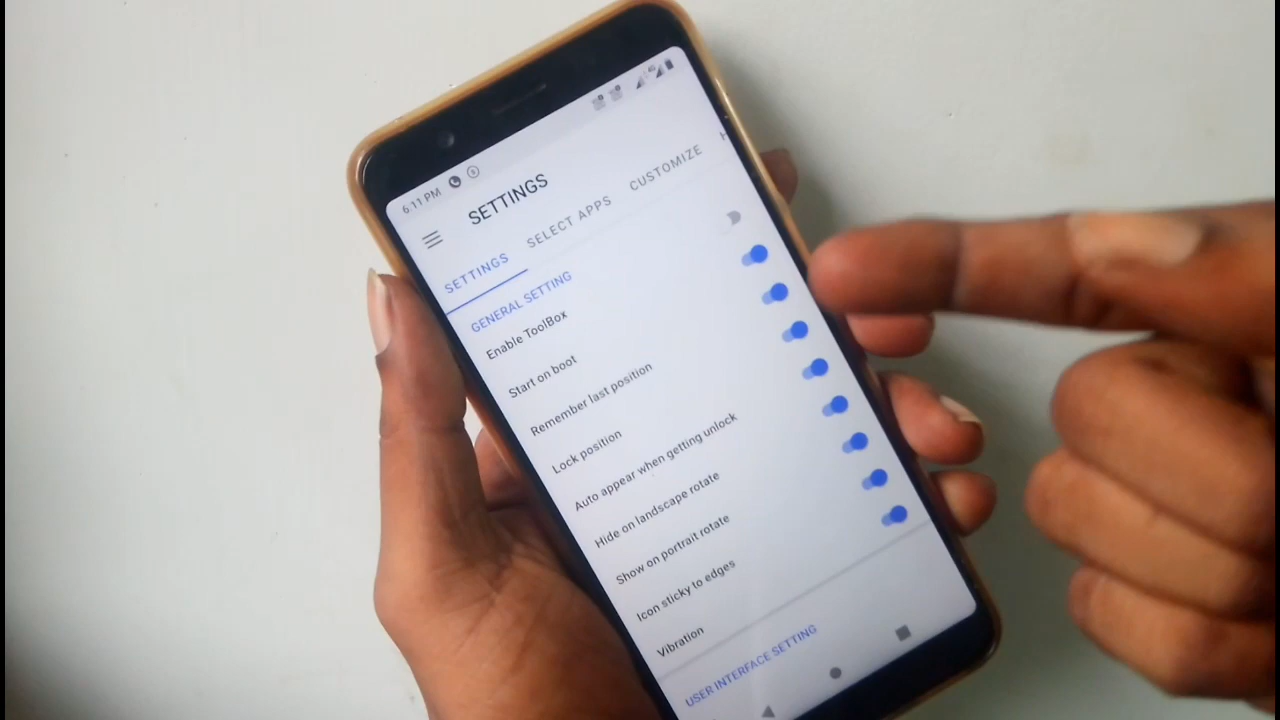 6:11 PM
SETTINGS
SETTINGS SELECT APPS CUSTOMIZE
GENERAL SETTING
Enable ToolBox
Start on boot
Remember last position
Lock position
Auto appear when getting unlock
Hide on landscape rotate
Show on portrait rotate
Icon sticky to edges
Vibration
USER INTERFACE SETTING